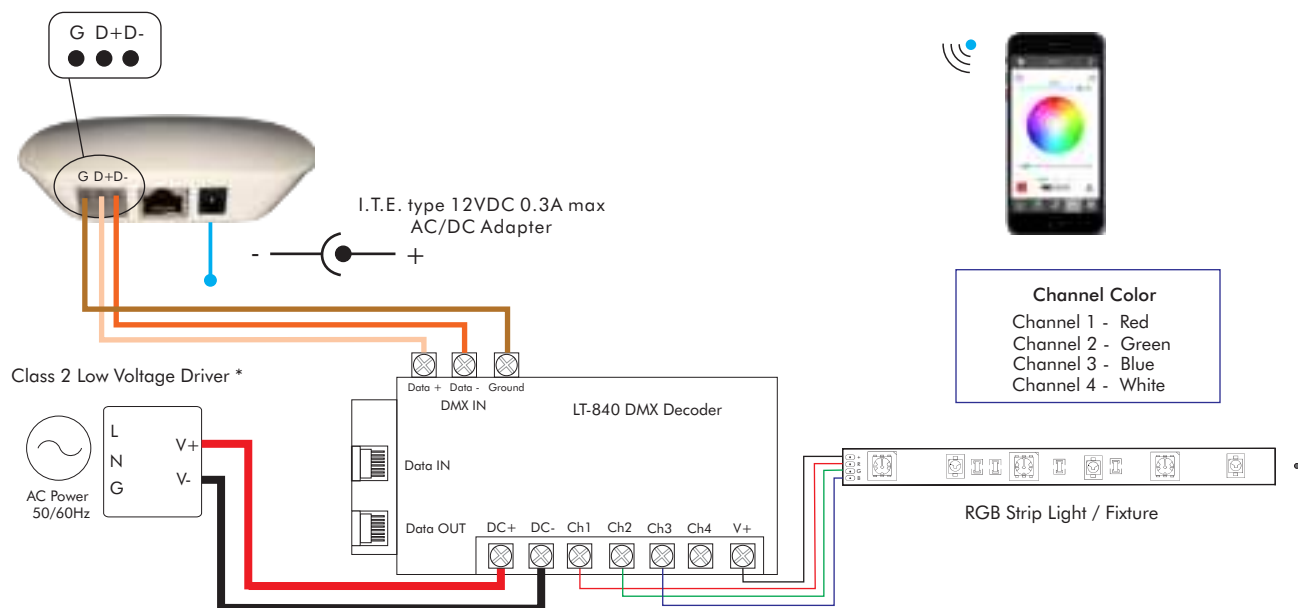 G D+D-
G D+D-
I.T.E. type 12VDC 0.3A max
AC/DC Adapter
- +
Channel Color
Channel 1 - Red
Channel 2 - Green
Channel 3 - Blue
Channel 4 - White
Class 2 Low Voltage Driver *
L
N
G
V+
V-
AC Power
50/60Hz
Data + Data - Ground
DMX IN
LT-840 DMX Decoder
Data IN
Data OUT
DC+ DC- Ch1 Ch2 Ch3 Ch4 V+
+
R
G
B
RGB Strip Light / Fixture